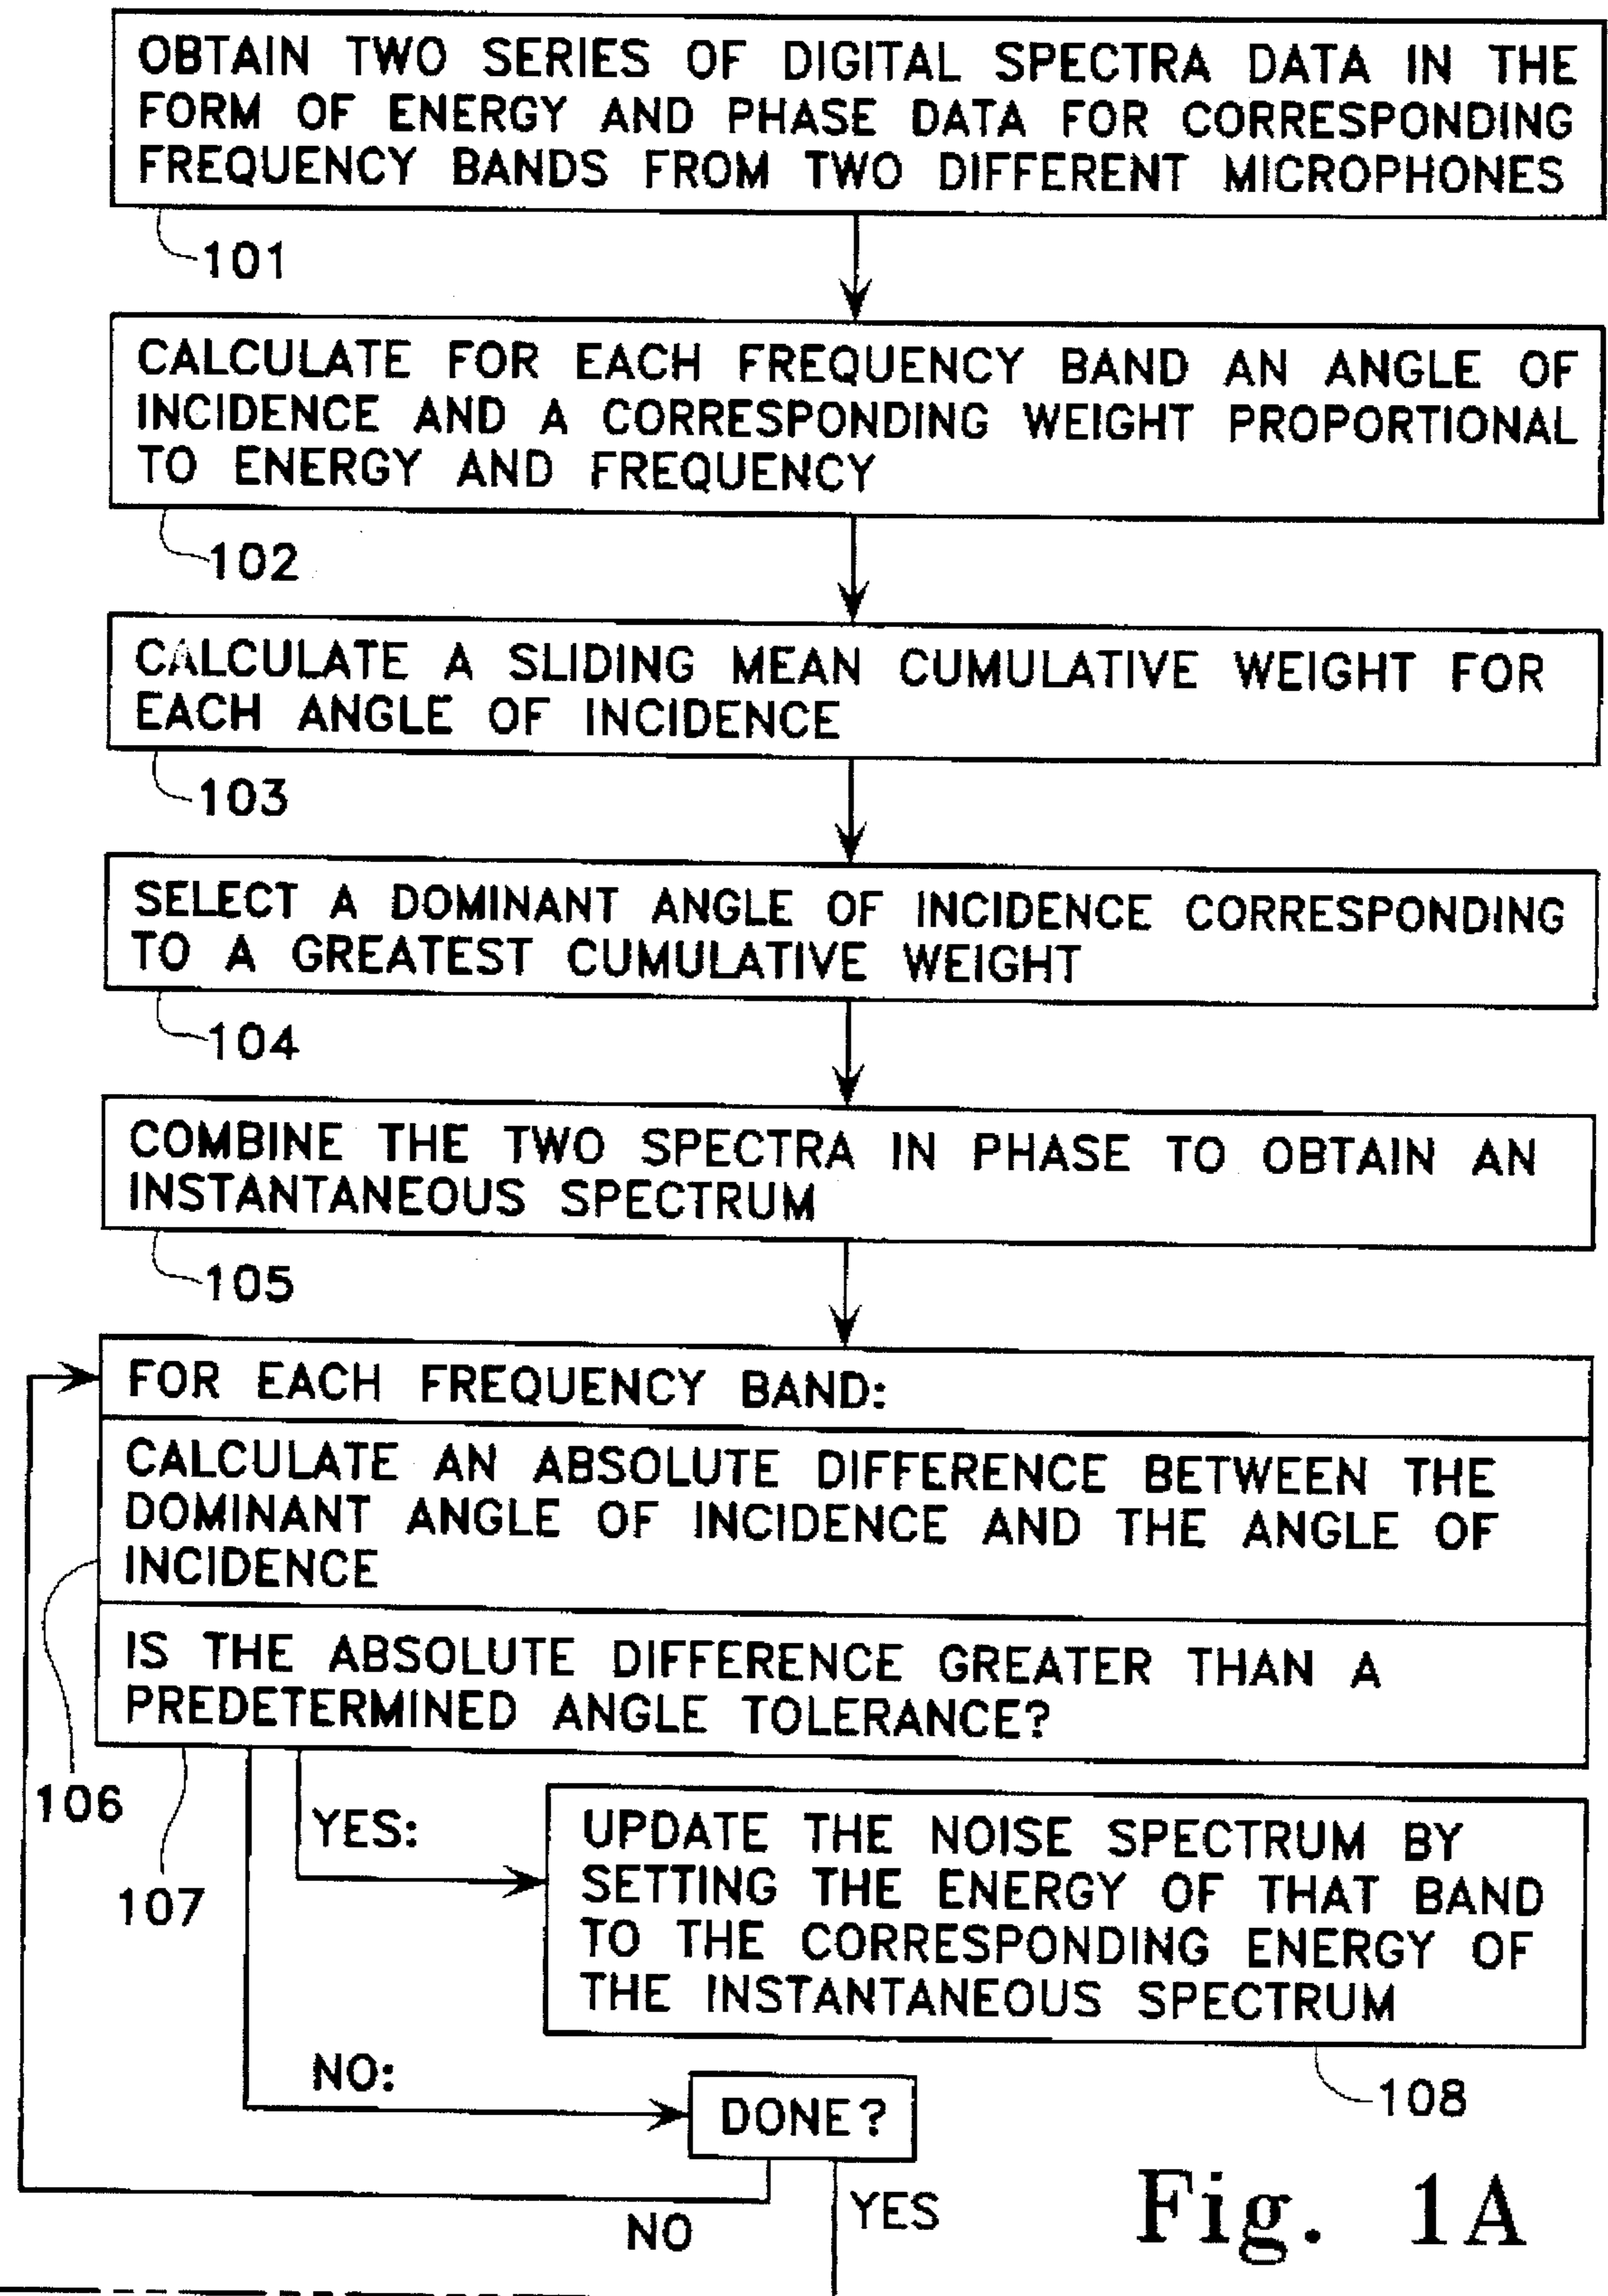 OBTAIN TWO SERIES OF DIGITAL SPECTRA DATA IN THE
FORM OF ENERGY AND PHASE DATA FOR CORRESPONDING
FREQUENCY BANDS FROM TWO DIFFERENT MICROPHONES
101
CALCULATE FOR EACH FREQUENCY BAND AN ANGLE OF
INCIDENCE AND A CORRESPONDING WEIGHT PROPORTIONAL
TO ENERGY AND FREQUENCY
102
CALCULATE A SLIDING MEAN CUMULATIVE WEIGHT FOR
EACH ANGLE OF INCIDENCE
103
SELECT A DOMINANT ANGLE OF INCIDENCE CORRESPONDING
TO A GREATEST CUMULATIVE WEIGHT
104
COMBINE THE TWO SPECTRA IN PHASE TO OBTAIN AN
INSTANTANEOUS SPECTRUM
105
FOR EACH FREQUENCY BAND:
CALCULATE AN ABSOLUTE DIFFERENCE BETWEEN THE
DOMINANT ANGLE OF INCIDENCE AND THE ANGLE OF
INCIDENCE
IS THE ABSOLUTE DIFFERENCE GREATER THAN A
PREDETERMINED ANGLE TOLERANCE?
106
107
YES:
UPDATE THE NOISE SPECTRUM BY
SETTING THE ENERGY OF THAT BAND
TO THE CORRESPONDING ENERGY OF
THE INSTANTANEOUS SPECTRUM
108
NO:
DONE?
NO
YES
Fig. 1A